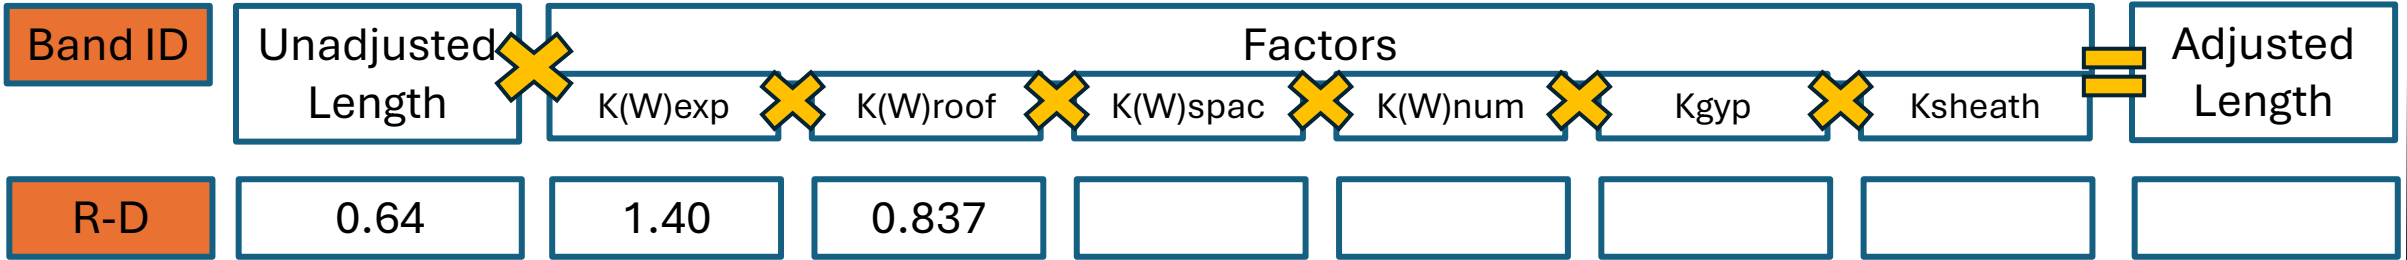 Band ID
Unadjusted
Length
Factors
K(W)exp
K(W)roof
K(W)spac
K(W)num
Kgyp
Ksheath
Adjusted
Length
R-D
0.64
1.40
0.837